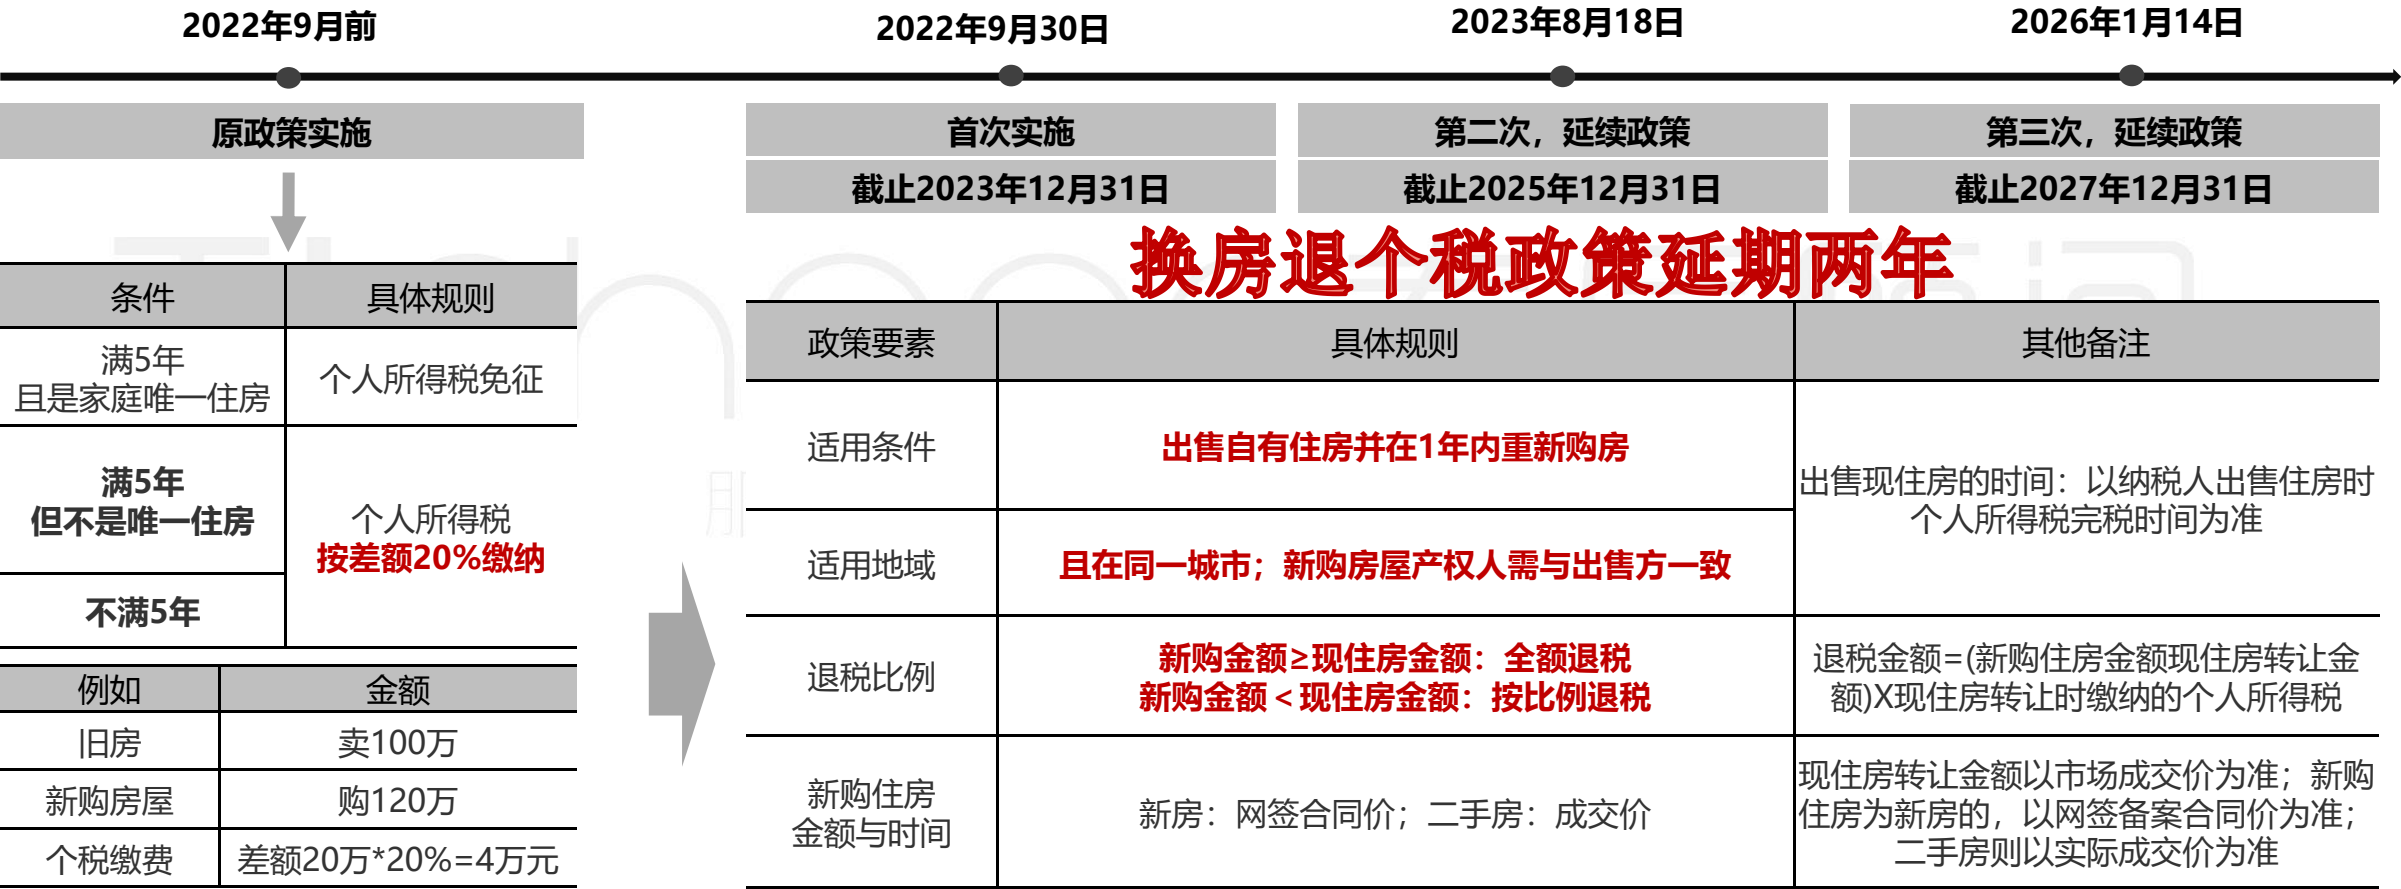 2022年9月前
2022年9月30日
2023年8月18日
2026年1月14日
原政策实施
首次实施
第二次，延续政策
第三次，延续政策
截止2023年12月31日
截止2025年12月31日
截止2027年12月31日
换房退个税政策延期两年
条件
具体规则
满5年
且是家庭唯一住房
个人所得税免征
满5年
但不是唯一住房
个人所得税
按差额20%缴纳
不满5年
例如
金额
旧房
卖100万
新购房屋
购120万
个税缴费
差额20万*20%=4万元
政策要素
具体规则
其他备注
适用条件
出售自有住房并在1年内重新购房
出售现住房的时间：以纳税人出售住房时
个人所得税完税时间为准
适用地域
且在同一城市；新购房屋产权人需与出售方一致
退税比例
新购金额≥现住房金额：全额退税
新购金额＜现住房金额：按比例退税
退税金额=(新购住房金额现住房转让金
额)X现住房转让时缴纳的个人所得税
新购住房
金额与时间
新房：网签合同价；二手房：成交价
现住房转让金额以市场成交价为准；新购
住房为新房的，以网签备案合同价为准；
二手房则以实际成交价为准